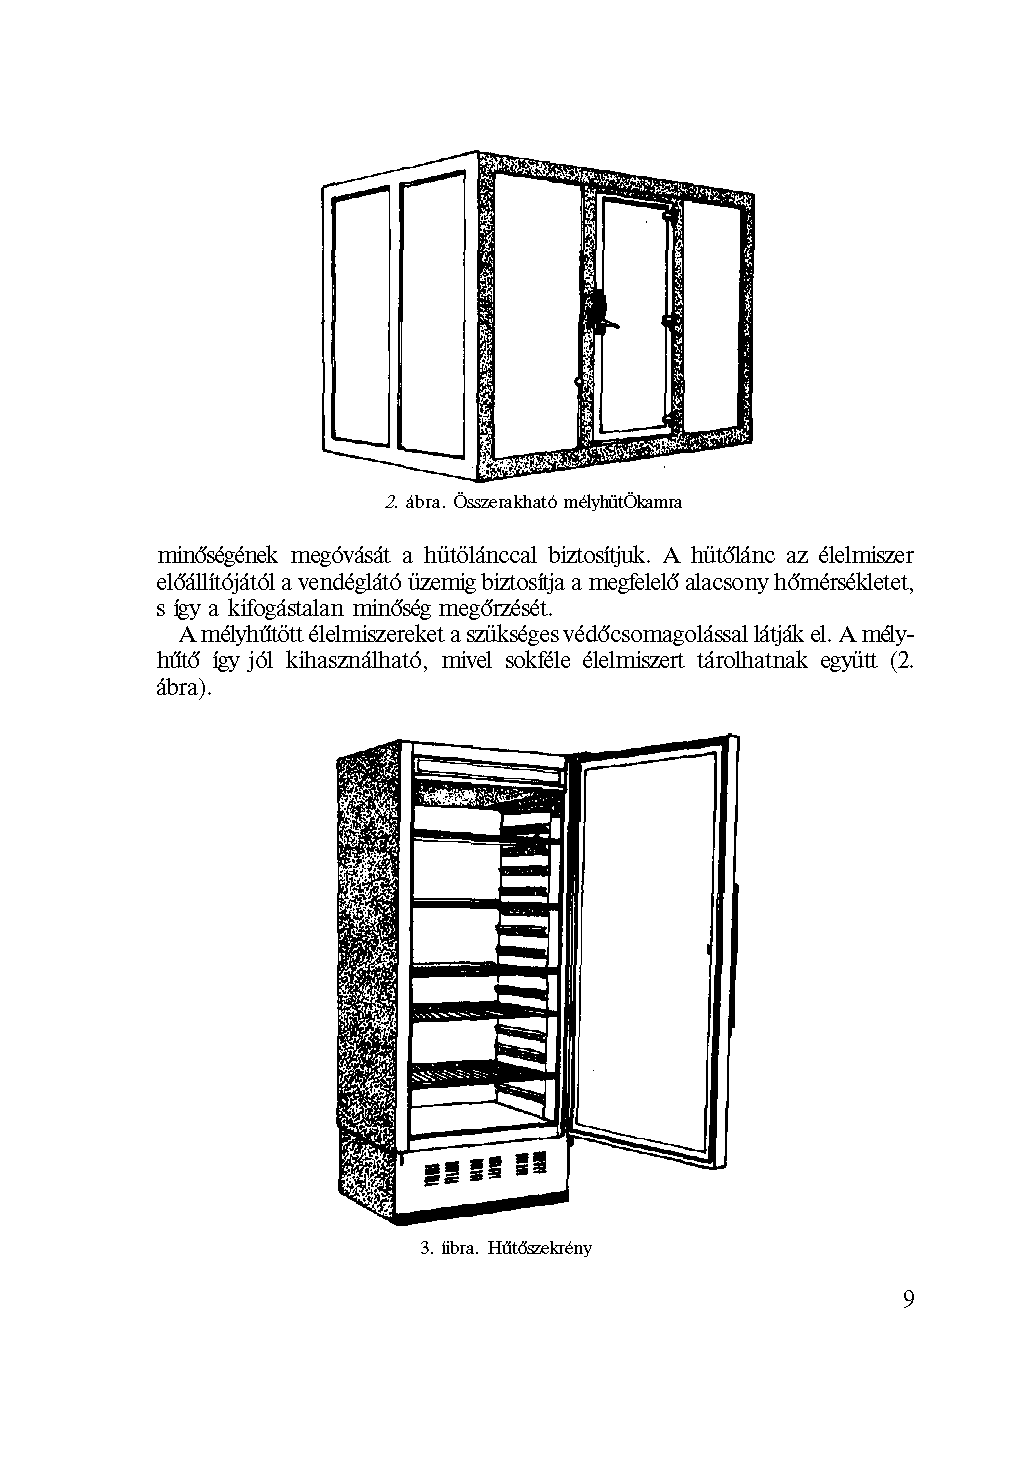 2. ábra. Összerakható mélyhütÖkamra
minőségének megóvását a hütölánccal biztosítjuk. A hütőlánc az élelmiszer
előállítójától a vendéglátó üzemig biztosítja a megfelelő alacsony hőmérsékletet,
s így a kifogástalan minőség megőrzését.
A mélyhűtött élelmiszereket a szükséges védőcsomagolással látják el. A mély-
hűtő így jól kihasználható, mivel sokféle élelmiszert tárolhatnak együtt (2.
ábra).
3. íibra. Hűtőszekrény
9